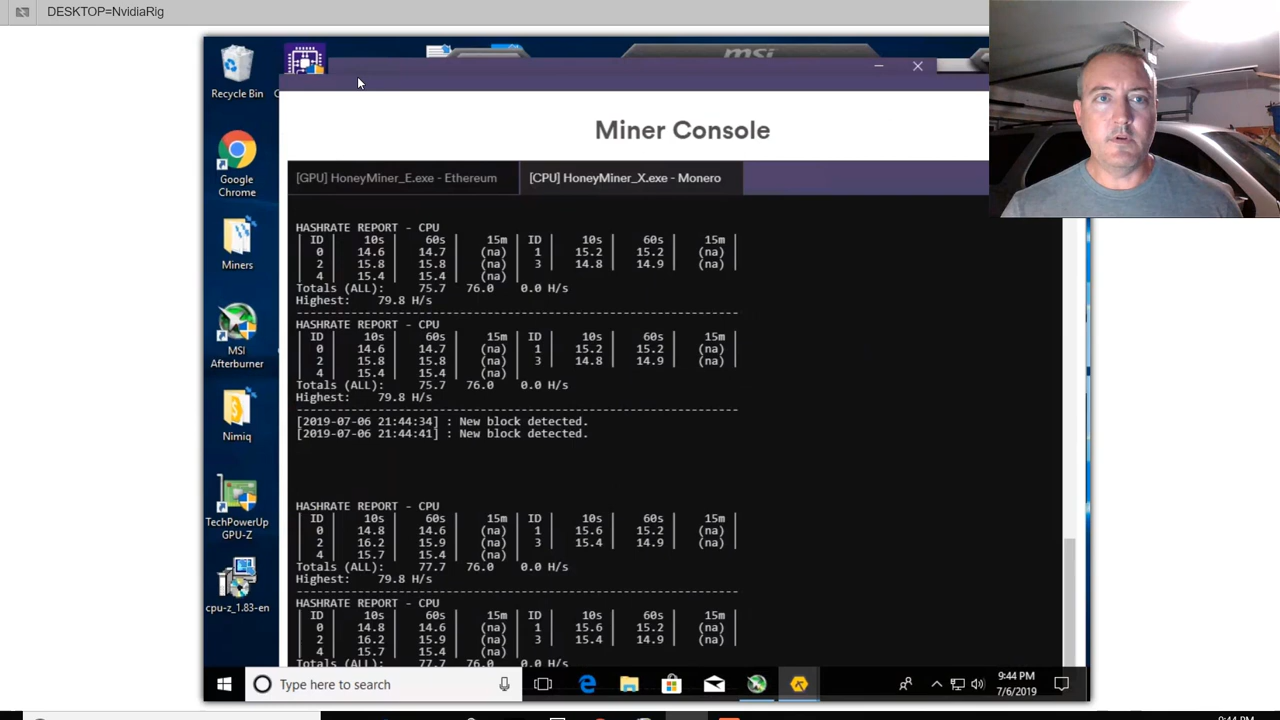 DESKTOP=NvidiaRig
msi
Recycle Bin
Miner Console
[GPU] HoneyMiner_E.exe - Ethereum
[CPU] HoneyMiner_X.exe - Monero
Google
Chrome
Miners
MSI
Afterburner
Nimiq
TechPowerUp
GPU-Z
cpu-z_1.83-en
HASHRATE REPORT - CPU
| ID | 10s | 60s | 15m | ID | 10s | 60s | 15m |
| 0 | 14.6 | 14.7 | (na) | 1 | 15.2 | 15.2 | (na) |
| 2 | 15.8 | 15.8 | (na) | 3 | 14.8 | 14.9 | (na) |
| 4 | 15.4 | 15.4 | (na) |
Totals (ALL): 75.7 76.0 0.0 H/s
Highest: 79.8 H/s
-----------------------------------------------------------------
HASHRATE REPORT - CPU
| ID | 10s | 60s | 15m | ID | 10s | 60s | 15m |
| 0 | 14.6 | 14.7 | (na) | 1 | 15.2 | 15.2 | (na) |
| 2 | 15.8 | 15.8 | (na) | 3 | 14.8 | 14.9 | (na) |
| 4 | 15.4 | 15.4 | (na) |
Totals (ALL): 75.7 76.0 0.0 H/s
Highest: 79.8 H/s
-----------------------------------------------------------------
[2019-07-06 21:44:34] : New block detected.
[2019-07-06 21:44:41] : New block detected.
HASHRATE REPORT - CPU
| ID | 10s | 60s | 15m | ID | 10s | 60s | 15m |
| 0 | 14.8 | 14.6 | (na) | 1 | 15.6 | 15.2 | (na) |
| 2 | 16.2 | 15.9 | (na) | 3 | 15.4 | 14.9 | (na) |
| 4 | 15.7 | 15.4 | (na) |
Totals (ALL): 77.7 76.0 0.0 H/s
Highest: 79.8 H/s
-----------------------------------------------------------------
HASHRATE REPORT - CPU
| ID | 10s | 60s | 15m | ID | 10s | 60s | 15m |
| 0 | 14.8 | 14.6 | (na) | 1 | 15.6 | 15.2 | (na) |
| 2 | 16.2 | 15.9 | (na) | 3 | 15.4 | 14.9 | (na) |
| 4 | 15.7 | 15.4 | (na) |
Totals (ALL): 77.7 76.0 0.0 H/s
Type here to search
9:44 PM
7/6/2019